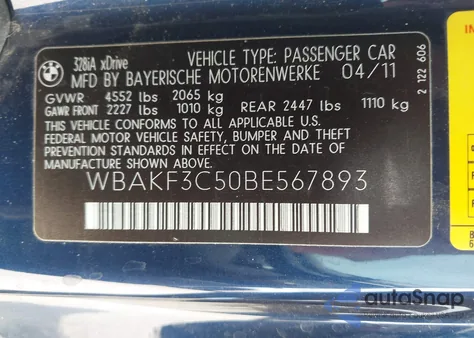 BMW
328iA xDrive VEHICLE TYPE: PASSENGER CAR
MFD BY BAYERISCHE MOTORENWERKE 04/11
GVWR 4552 lbs 2065 kg
GAWR FRONT 2227 lbs 1010 kg REAR 2447 lbs 1110 kg
THIS VEHICLE CONFORMS TO ALL APPLICABLE U.S.
FEDERAL MOTOR VEHICLE SAFETY, BUMPER AND THEFT
PREVENTION STANDARDS IN EFFECT ON THE DATE OF
MANUFACTURE SHOWN ABOVE.
WBAKF3C50BE567893
2 122 606
autoSnap